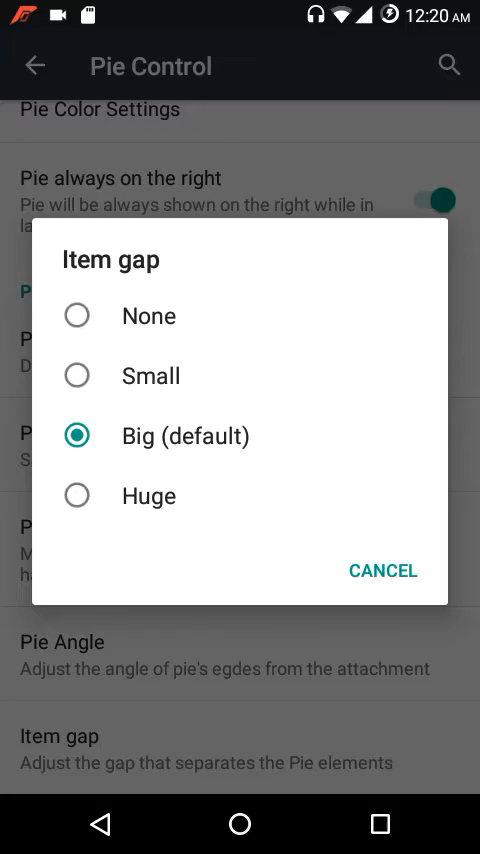 12:20 AM
Pie Control
Pie Color Settings
Pie always on the right
Pie will be always shown on the right while in
la
P
Item gap
None
P
D
Small
P
Big (default)
S
Huge
P
M
h
CANCEL
Pie Angle
Adjust the angle of pie's egdes from the attachment
Item gap
Adjust the gap that separates the Pie elements